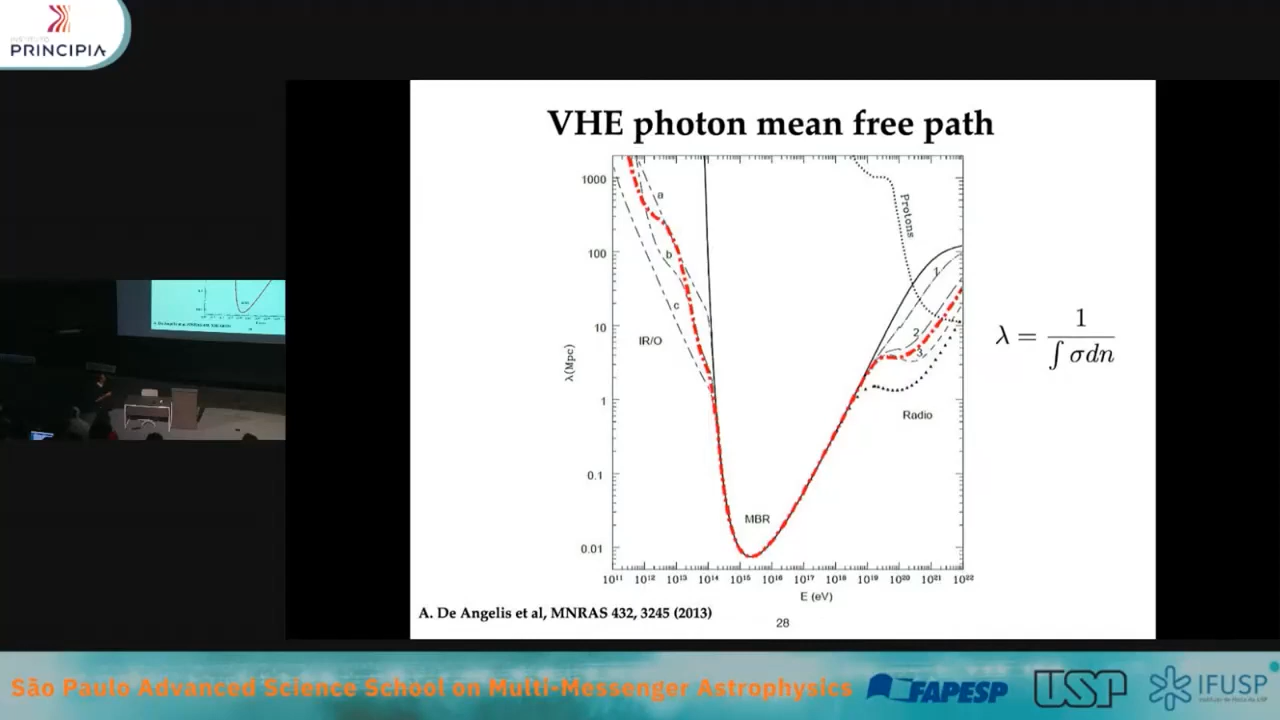 PRINCIPIA
VHE photon mean free path
1000
100
10
1
0.1
0.01
λ(Mpc)
a
b
c
IR/O
MBR
Protons
1
2
3
Radio
10¹¹ 10¹² 10¹³ 10¹⁴ 10¹⁵ 10¹⁶ 10¹⁷ 10¹⁸ 10¹⁹ 10²⁰ 10²¹ 10²²
E (eV)
λ = 1 / ∫ σdn
A. De Angelis et al, MNRAS 432, 3245 (2013)
28
São Paulo Advanced Science School on Multi-Messenger Astrophysics
FAPESP
USP
IFUSP